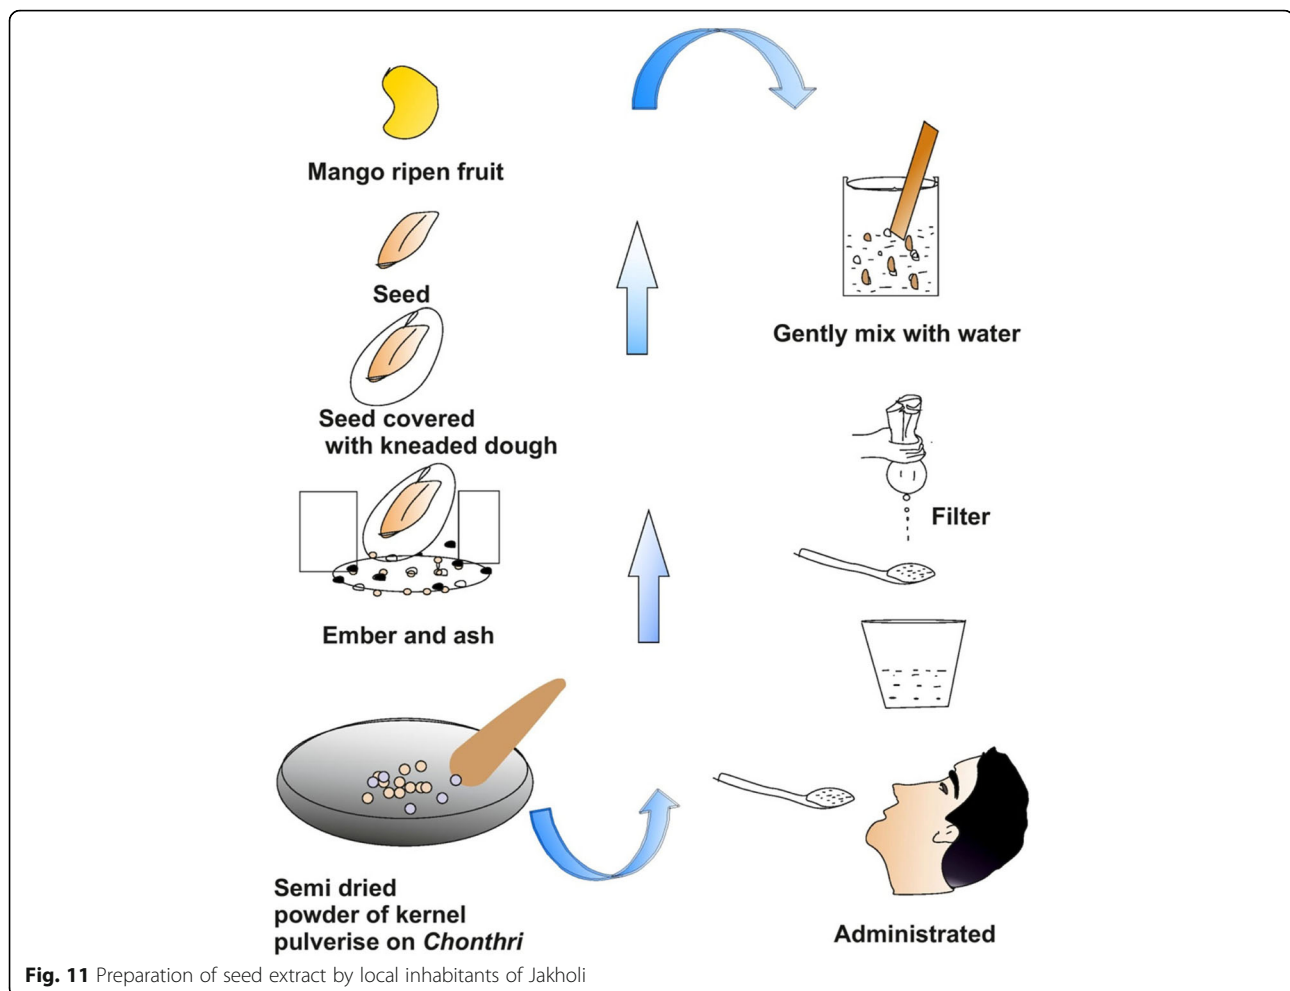 Mango ripen fruit
Seed
Seed covered
with kneaded dough
Ember and ash
Semi dried
powder of kernel
pulverise on Chonthri
Gently mix with water
Filter
Administrated
Fig. 11 Preparation of seed extract by local inhabitants of Jakholi